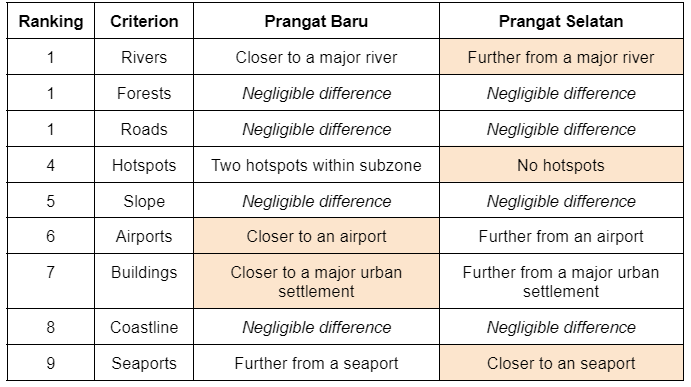 Ranking Criterion Prangat Baru Prangat Selatan
1 Rivers Closer to a major river Further from a major river
1 Forests Negligible difference Negligible difference
1 Roads Negligible difference Negligible difference
4 Hotspots Two hotspots within subzone No hotspots
5 Slope Negligible difference Negligible difference
6 Airports Closer to an airport Further from an airport
7 Buildings Closer to a major urban settlement Further from a major urban settlement
8 Coastline Negligible difference Negligible difference
9 Seaports Further from a seaport Closer to an seaport